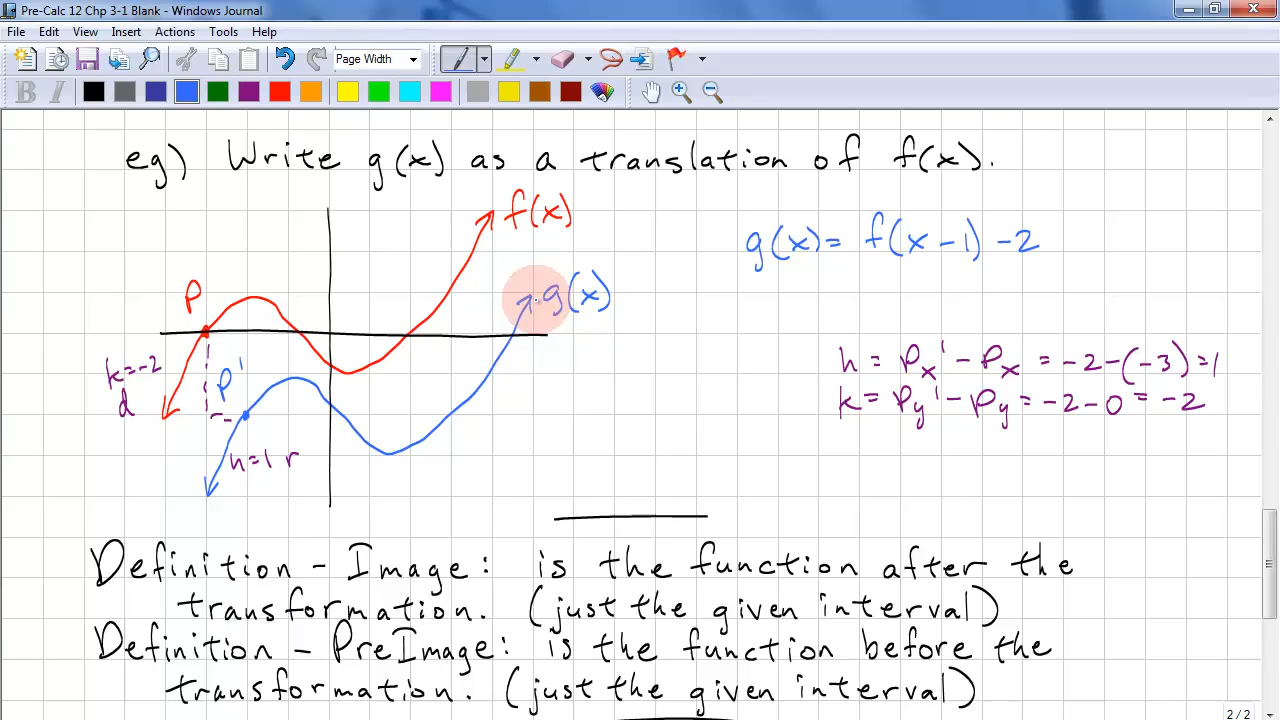 Pre-Calc 12 Chp 3-1 Blank - Windows Journal
File Edit View Insert Actions Tools Help
Page Width
B I
eg) Write g(x) as a translation of f(x).
f(x)
g(x) = f(x-1) -2
P
g(x)
k=-2
d
P'
h = Px' - Px = -2-(-3) = 1
k = Py' - Py = -2-0 = -2
h=1 r
Definition - Image: is the function after the
transformation. (just the given interval)
Definition - PreImage: is the function before the
transformation. (just the given interval)
2 / 2